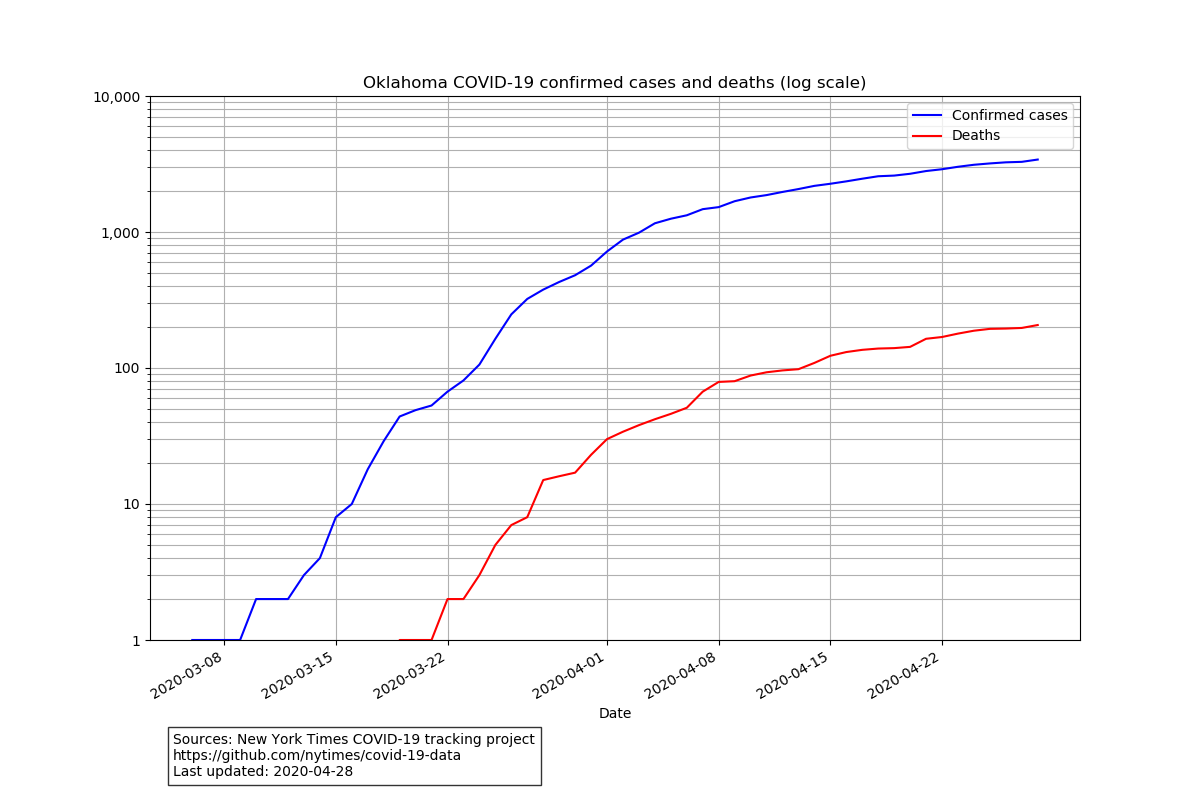 Oklahoma COVID-19 confirmed cases and deaths (log scale)
10,000
1,000
100
10
1
Confirmed cases
Deaths
2020-03-08
2020-03-15
2020-03-22
2020-04-01
2020-04-08
2020-04-15
2020-04-22
Date
Sources: New York Times COVID-19 tracking project
https://github.com/nytimes/covid-19-data
Last updated: 2020-04-28